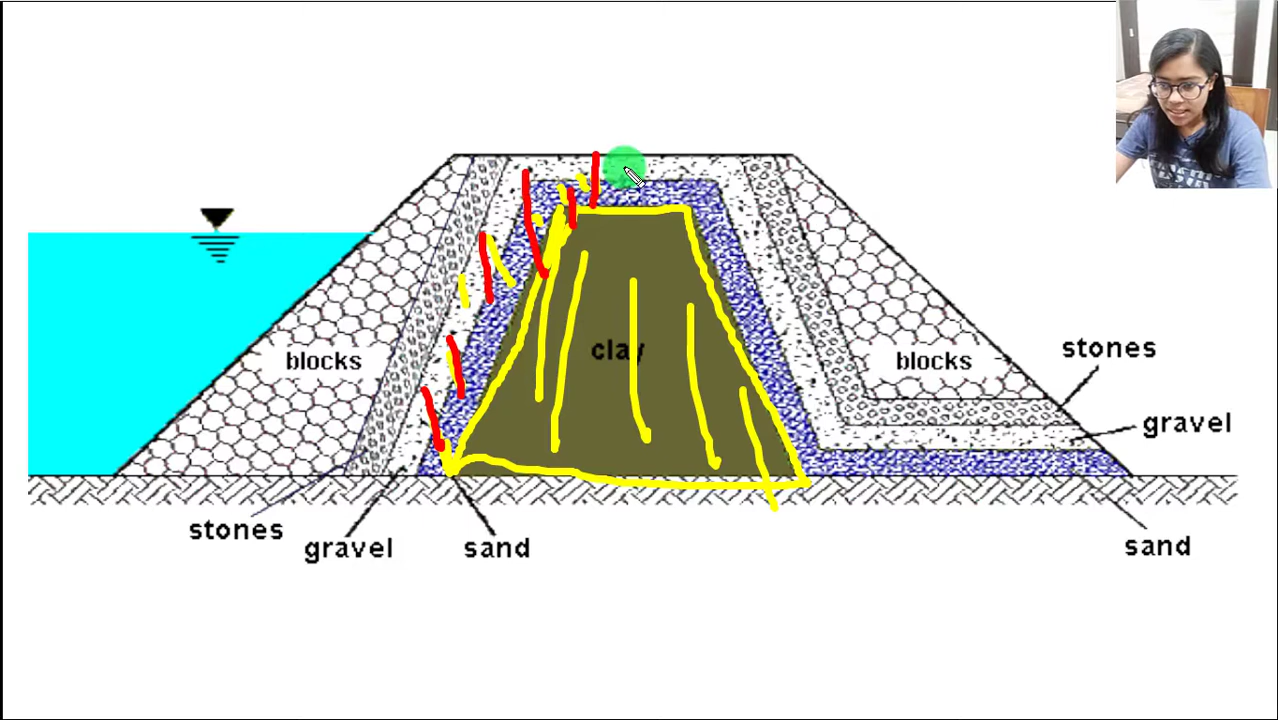 clay
blocks
blocks
stones
gravel
stones
gravel
sand
sand